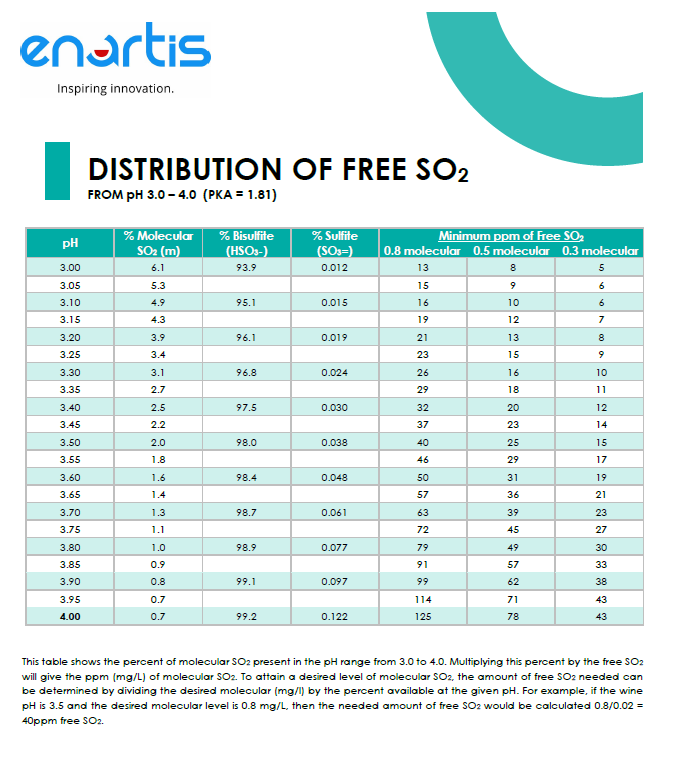 enartis
Inspiring innovation.
DISTRIBUTION OF FREE SO₂
FROM pH 3.0 – 4.0 (PKA = 1.81)
pH % Molecular SO₂ (m) % Bisulfite (HSO₃-) % Sulfite (SO₃=) Minimum ppm of Free SO₂
0.8 molecular 0.5 molecular 0.3 molecular
3.00 6.1 93.9 0.012 13 8 5
3.05 5.3 15 9 6
3.10 4.9 95.1 0.015 16 10 6
3.15 4.3 19 12 7
3.20 3.9 96.1 0.019 21 13 8
3.25 3.4 23 15 9
3.30 3.1 96.8 0.024 26 16 10
3.35 2.7 29 18 11
3.40 2.5 97.5 0.030 32 20 12
3.45 2.2 37 23 14
3.50 2.0 98.0 0.038 40 25 15
3.55 1.8 46 29 17
3.60 1.6 98.4 0.048 50 31 19
3.65 1.4 57 36 21
3.70 1.3 98.7 0.061 63 39 23
3.75 1.1 72 45 27
3.80 1.0 98.9 0.077 79 49 30
3.85 0.9 91 57 33
3.90 0.8 99.1 0.097 99 62 38
3.95 0.7 114 71 43
4.00 0.7 99.2 0.122 125 78 43
This table shows the percent of molecular SO₂ present in the pH range from 3.0 to 4.0. Multiplying this percent by the free SO₂
will give the ppm (mg/L) of molecular SO₂. To attain a desired level of molecular SO₂, the amount of free SO₂ needed can
be determined by dividing the desired molecular (mg/l) by the percent available at the given pH. For example, if the wine
pH is 3.5 and the desired molecular level is 0.8 mg/L, then the needed amount of free SO₂ would be calculated 0.8/0.02 =
40ppm free SO₂.